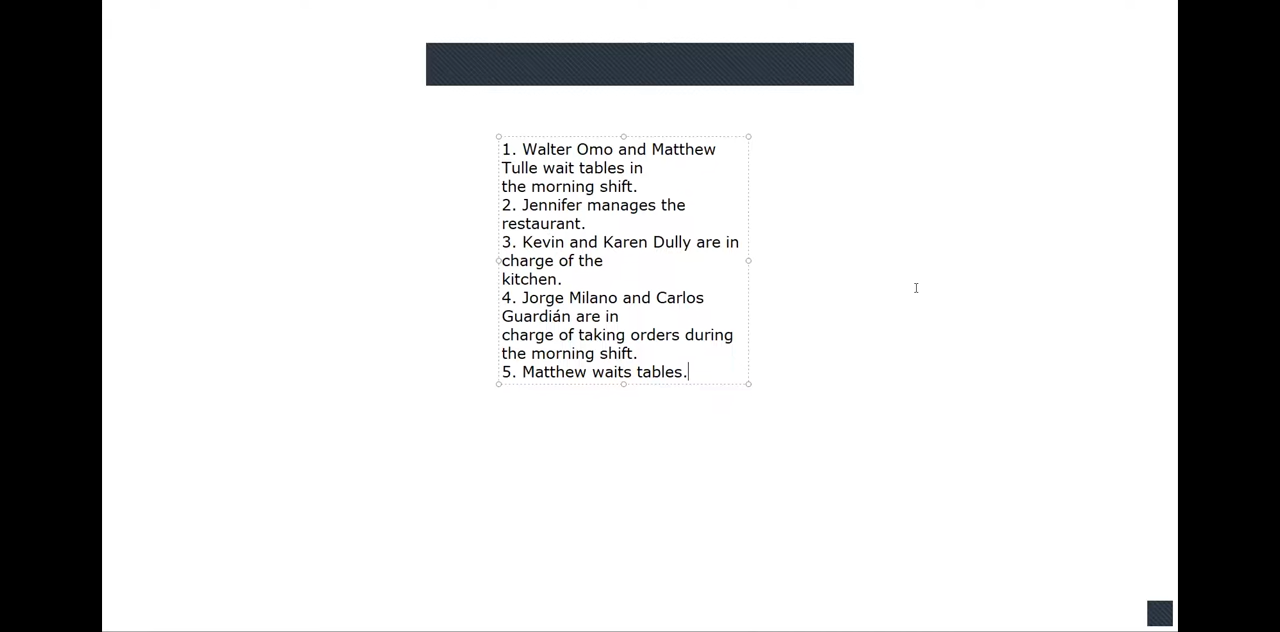 1. Walter Omo and Matthew
Tulle wait tables in
the morning shift.
2. Jennifer manages the
restaurant.
3. Kevin and Karen Dully are in
charge of the
kitchen.
4. Jorge Milano and Carlos
Guardián are in
charge of taking orders during
the morning shift.
5. Matthew waits tables.